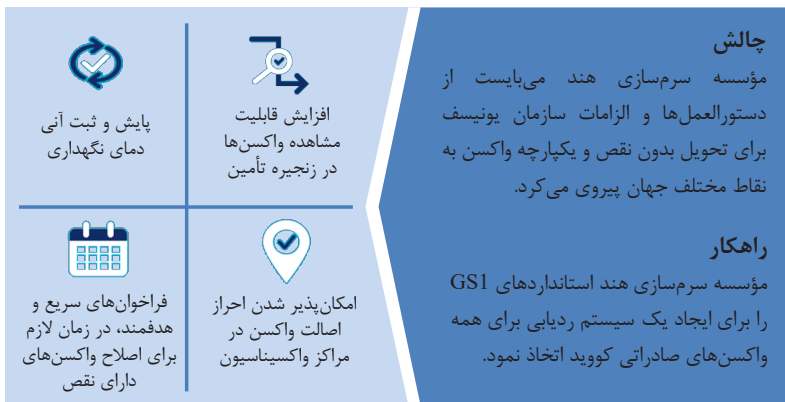 چالش
مؤسسه سرم‌سازی هند می‌بایست از
دستورالعمل‌ها و الزامات سازمان یونیسف
برای تحویل بدون نقص و یکپارچه واکسن به
نقاط مختلف جهان پیروی می‌کرد.
راهکار
مؤسسه سرم‌سازی هند استانداردهای GS1
را برای ایجاد یک سیستم ردیابی برای همه
واکسن‌های صادراتی کووید اتخاذ نمود.
افزایش قابلیت
مشاهده واکسن‌ها
در زنجیره تأمین
پایش و ثبت آنی
دمای نگهداری
امکان‌پذیر شدن احراز
اصالت واکسن در
مراکز واکسیناسیون
فراخوان‌های سریع و
هدفمند، در زمان لازم
برای اصلاح واکسن‌های
دارای نقص